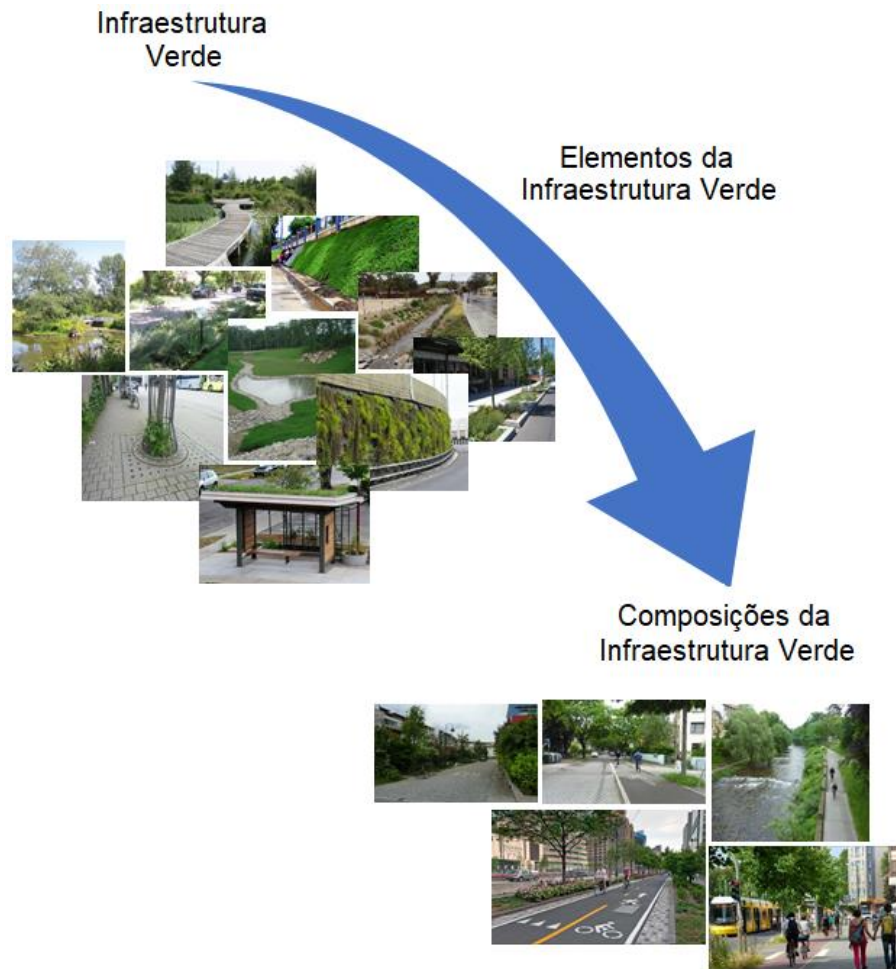 Infraestrutura
Verde
Elementos da
Infraestrutura Verde
Composições da
Infraestrutura Verde